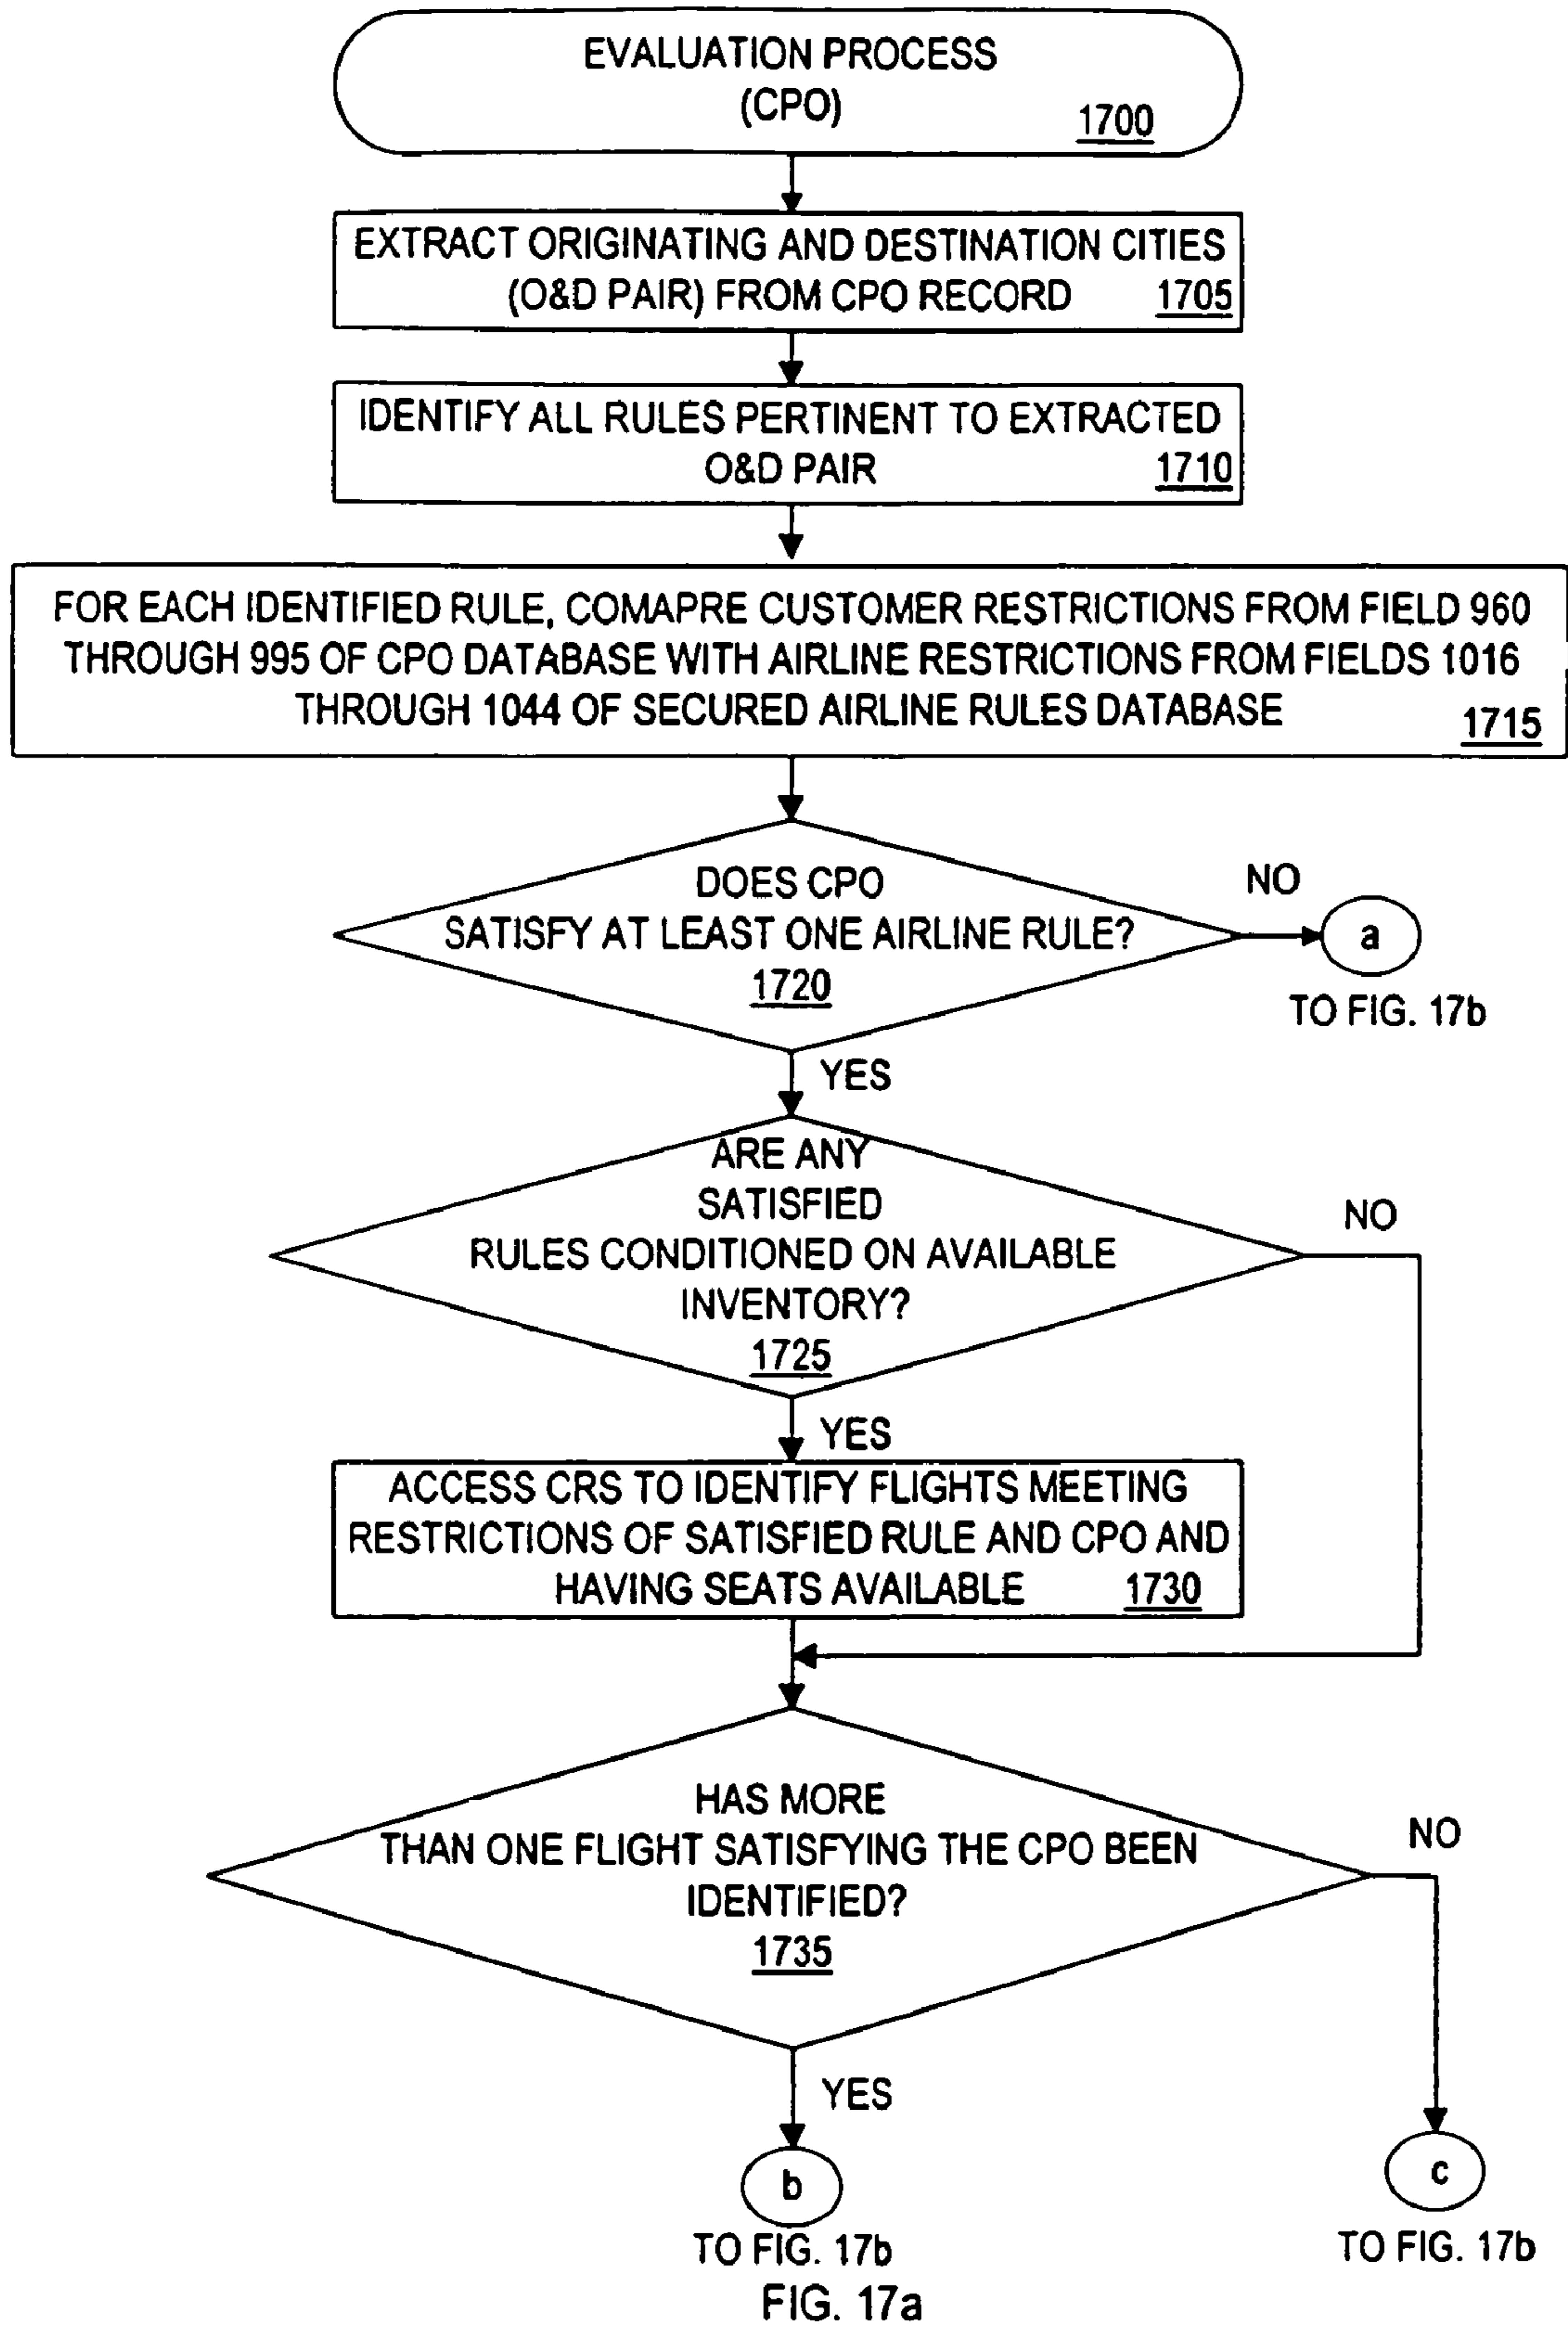 EVALUATION PROCESS
(CPO)
1700
EXTRACT ORIGINATING AND DESTINATION CITIES
(O&D PAIR) FROM CPO RECORD 1705
IDENTIFY ALL RULES PERTINENT TO EXTRACTED
O&D PAIR 1710
FOR EACH IDENTIFIED RULE, COMAPRE CUSTOMER RESTRICTIONS FROM FIELD 960
THROUGH 995 OF CPO DATABASE WITH AIRLINE RESTRICTIONS FROM FIELDS 1016
THROUGH 1044 OF SECURED AIRLINE RULES DATABASE 1715
DOES CPO
SATISFY AT LEAST ONE AIRLINE RULE?
1720
NO
a
TO FIG. 17b
YES
ARE ANY
SATISFIED
RULES CONDITIONED ON AVAILABLE
INVENTORY?
1725
NO
YES
ACCESS CRS TO IDENTIFY FLIGHTS MEETING
RESTRICTIONS OF SATISFIED RULE AND CPO AND
HAVING SEATS AVAILABLE 1730
HAS MORE
THAN ONE FLIGHT SATISFYING THE CPO BEEN
IDENTIFIED?
1735
NO
YES
b
TO FIG. 17b
c
TO FIG. 17b
FIG. 17a